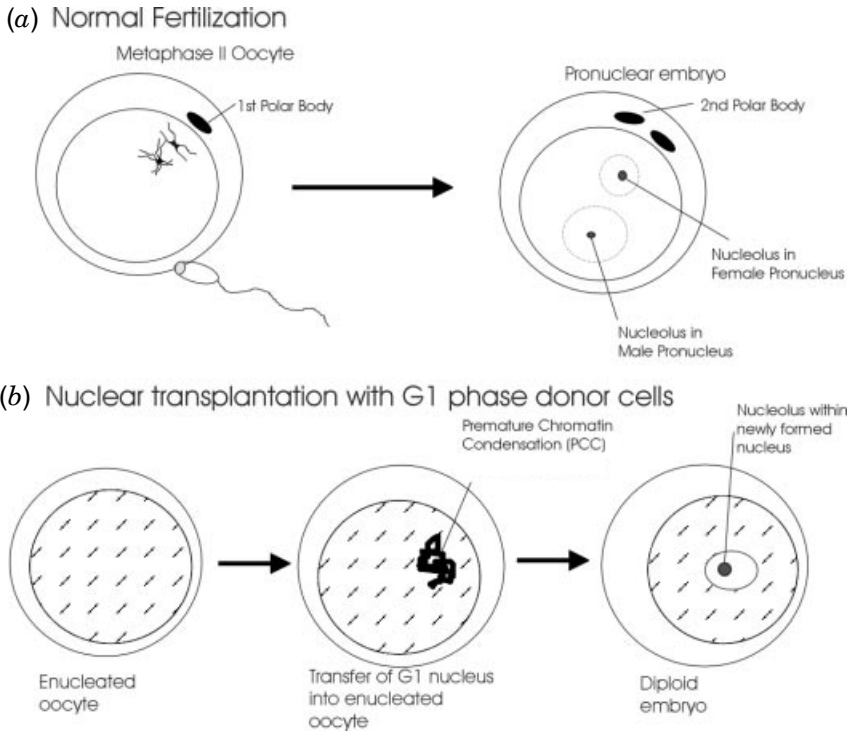 (a) Normal Fertilization
Metaphase II Oocyte
1st Polar Body
Pronuclear embryo
2nd Polar Body
Nucleolus in
Female Pronucleus
Nucleolus in
Male Pronucleus
(b) Nuclear transplantation with G1 phase donor cells
Premature Chromatin
Condensation (PCC)
Nucleolus within
newly formed
nucleus
Enucleated
oocyte
Transfer of G1 nucleus
into enucleated
oocyte
Diploid
embryo